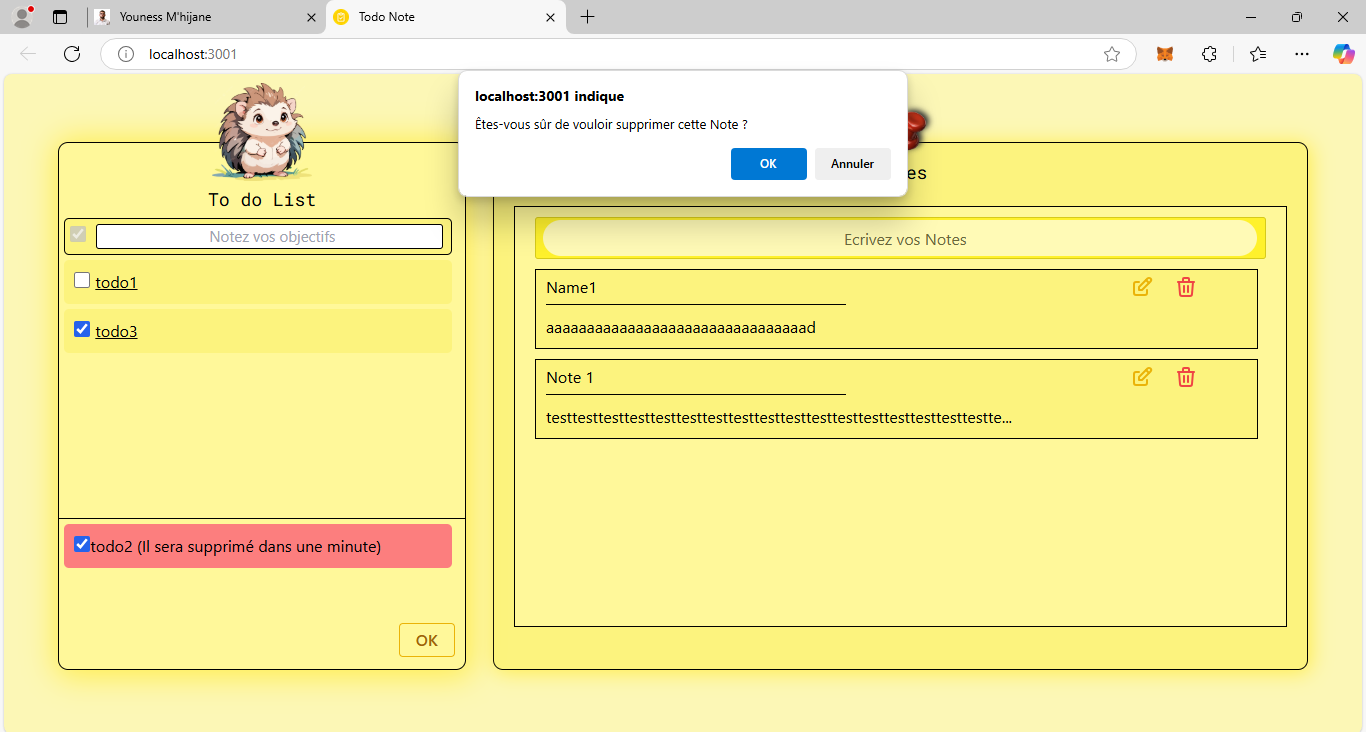 Youness M'hijane
Todo Note
localhost:3001
localhost:3001 indique
Êtes-vous sûr de vouloir supprimer cette Note ?
OK
Annuler
To do List
Notez vos objectifs
todo1
todo3
todo2 (Il sera supprimé dans une minute)
OK
es
Ecrivez vos Notes
Name1
aaaaaaaaaaaaaaaaaaaaaaaaaaaaaaaad
Note 1
testtesttesttesttesttesttesttesttesttesttesttesttesttesttesttesttestte...